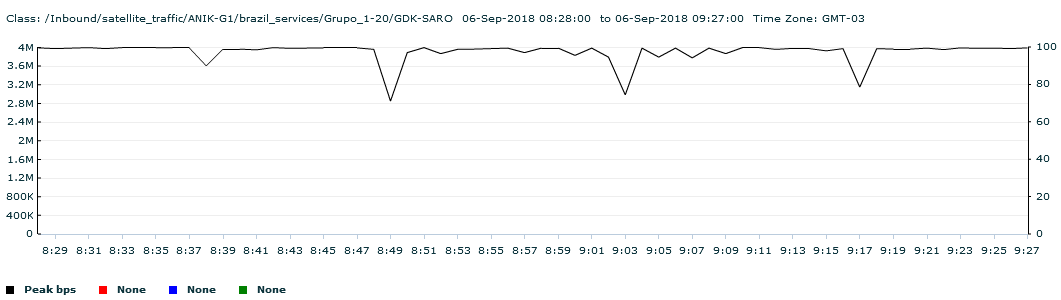 Class: /Inbound/satellite_traffic/ANIK-G1/brazil_services/Grupo_1-20/GDK-SARO 06-Sep-2018 08:28:00 to 06-Sep-2018 09:27:00 Time Zone: GMT-03
4M 100
3.6M
3.2M 80
2.8M
2.4M 60
2M
1.6M 40
1.2M
800K 20
400K
0 0
8:29 8:31 8:33 8:35 8:37 8:39 8:41 8:43 8:45 8:47 8:49 8:51 8:53 8:55 8:57 8:59 9:01 9:03 9:05 9:07 9:09 9:11 9:13 9:15 9:17 9:19 9:21 9:23 9:25 9:27
Peak bps None None None